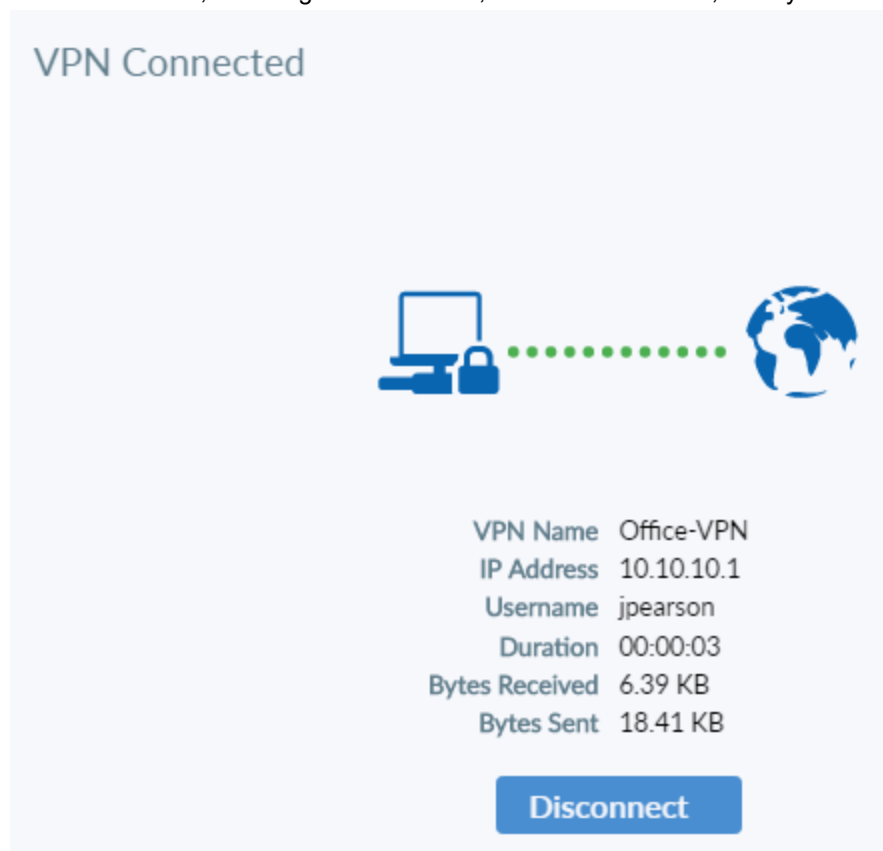 VPN Connected
VPN Name Office-VPN
IP Address 10.10.10.1
Username jpearson
Duration 00:00:03
Bytes Received 6.39 KB
Bytes Sent 18.41 KB
Disconnect